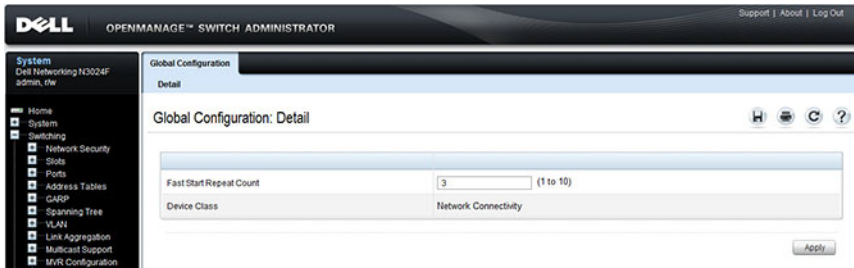 Support | About | Log Out
DELL OPENMANAGE™ SWITCH ADMINISTRATOR
System
Dell Networking N3024F
admin, r/w
Home
System
Switching
Network Security
Slots
Ports
Address Tables
GARP
Spanning Tree
VLAN
Link Aggregation
Multicast Support
MVR Configuration
Global Configuration
Detail
Global Configuration: Detail
Fast Start Repeat Count 3 (1 to 10)
Device Class Network Connectivity
Apply